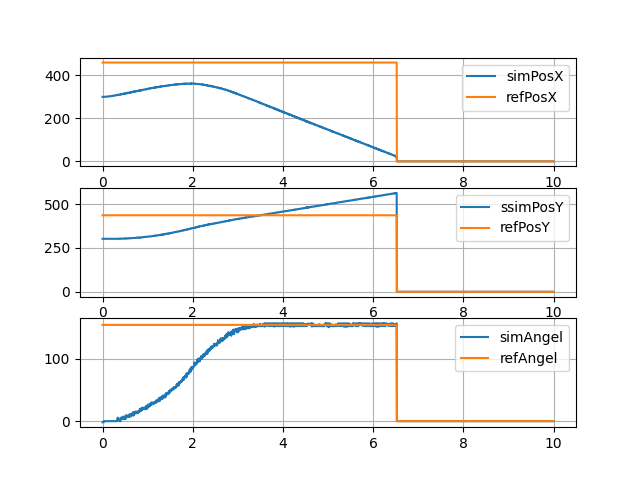 400
200
0
simPosX
refPosX
0 2 4 6 8 10
500
250
0
ssimPosY
refPosY
0 2 4 6 8 10
100
0
simAngel
refAngel
0 2 4 6 8 10